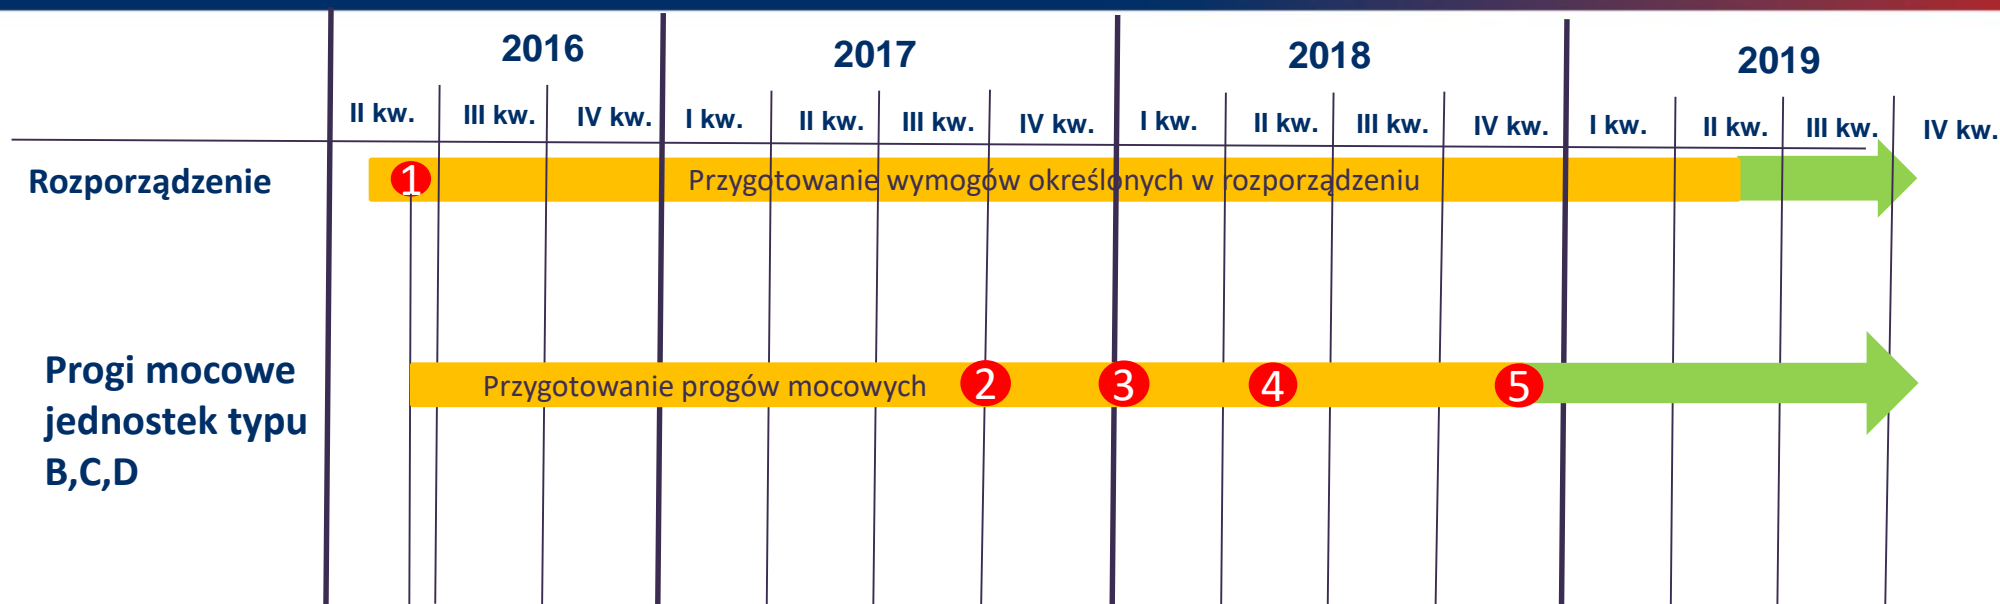 2016
2017
2018
2019
II kw.
III kw.
IV kw.
I kw.
II kw.
III kw.
IV kw.
I kw.
II kw.
III kw.
IV kw.
I kw.
II kw.
III kw.
IV kw.
Rozporządzenie
1
Przygotowanie wymogów określonych w rozporządzeniu
Progi mocowe
jednostek typu
B,C,D
Przygotowanie progów mocowych
2
3
4
5